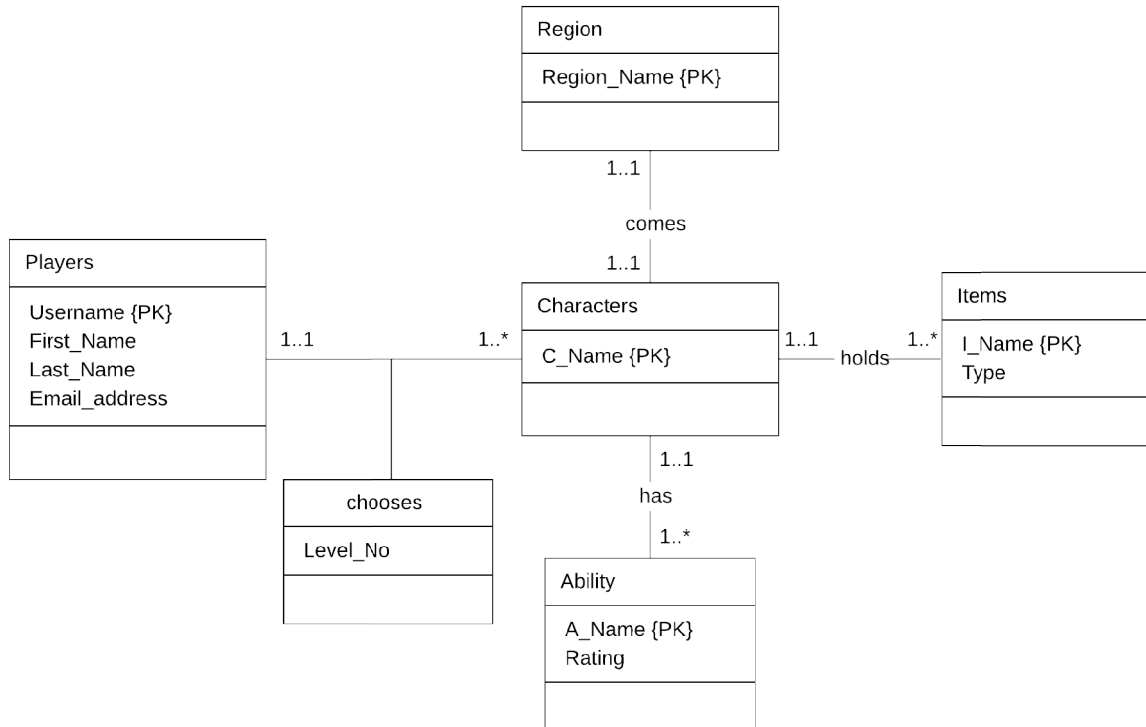 Region
Region_Name {PK}
1..1
comes
1..1
Players
Username {PK}
First_Name
Last_Name
Email_address
1..1
1..*
Characters
C_Name {PK}
1..1
holds
1..*
Items
I_Name {PK}
Type
chooses
Level_No
1..1
has
1..*
Ability
A_Name {PK}
Rating